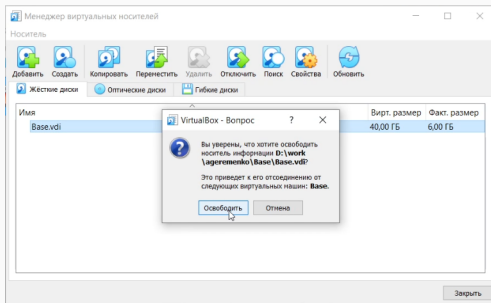 Менеджер виртуальных носителей
Носитель
Добавить Создать Копировать Переместить Удалить Отключить Поиск Свойства Обновить
Жёсткие диски Оптические диски Гибкие диски
Имя Вирт. размер Факт. размер
Base.vdi 40,00 ГБ 6,00 ГБ
VirtualBox - Вопрос ? ×
Вы уверены, что хотите освободить
носитель информации D:\work
\ageremenko\Base\Base.vdi?
Это приведет к его отсоединению от
следующих виртуальных машин: Base.
Освободить Отмена
Закрыть